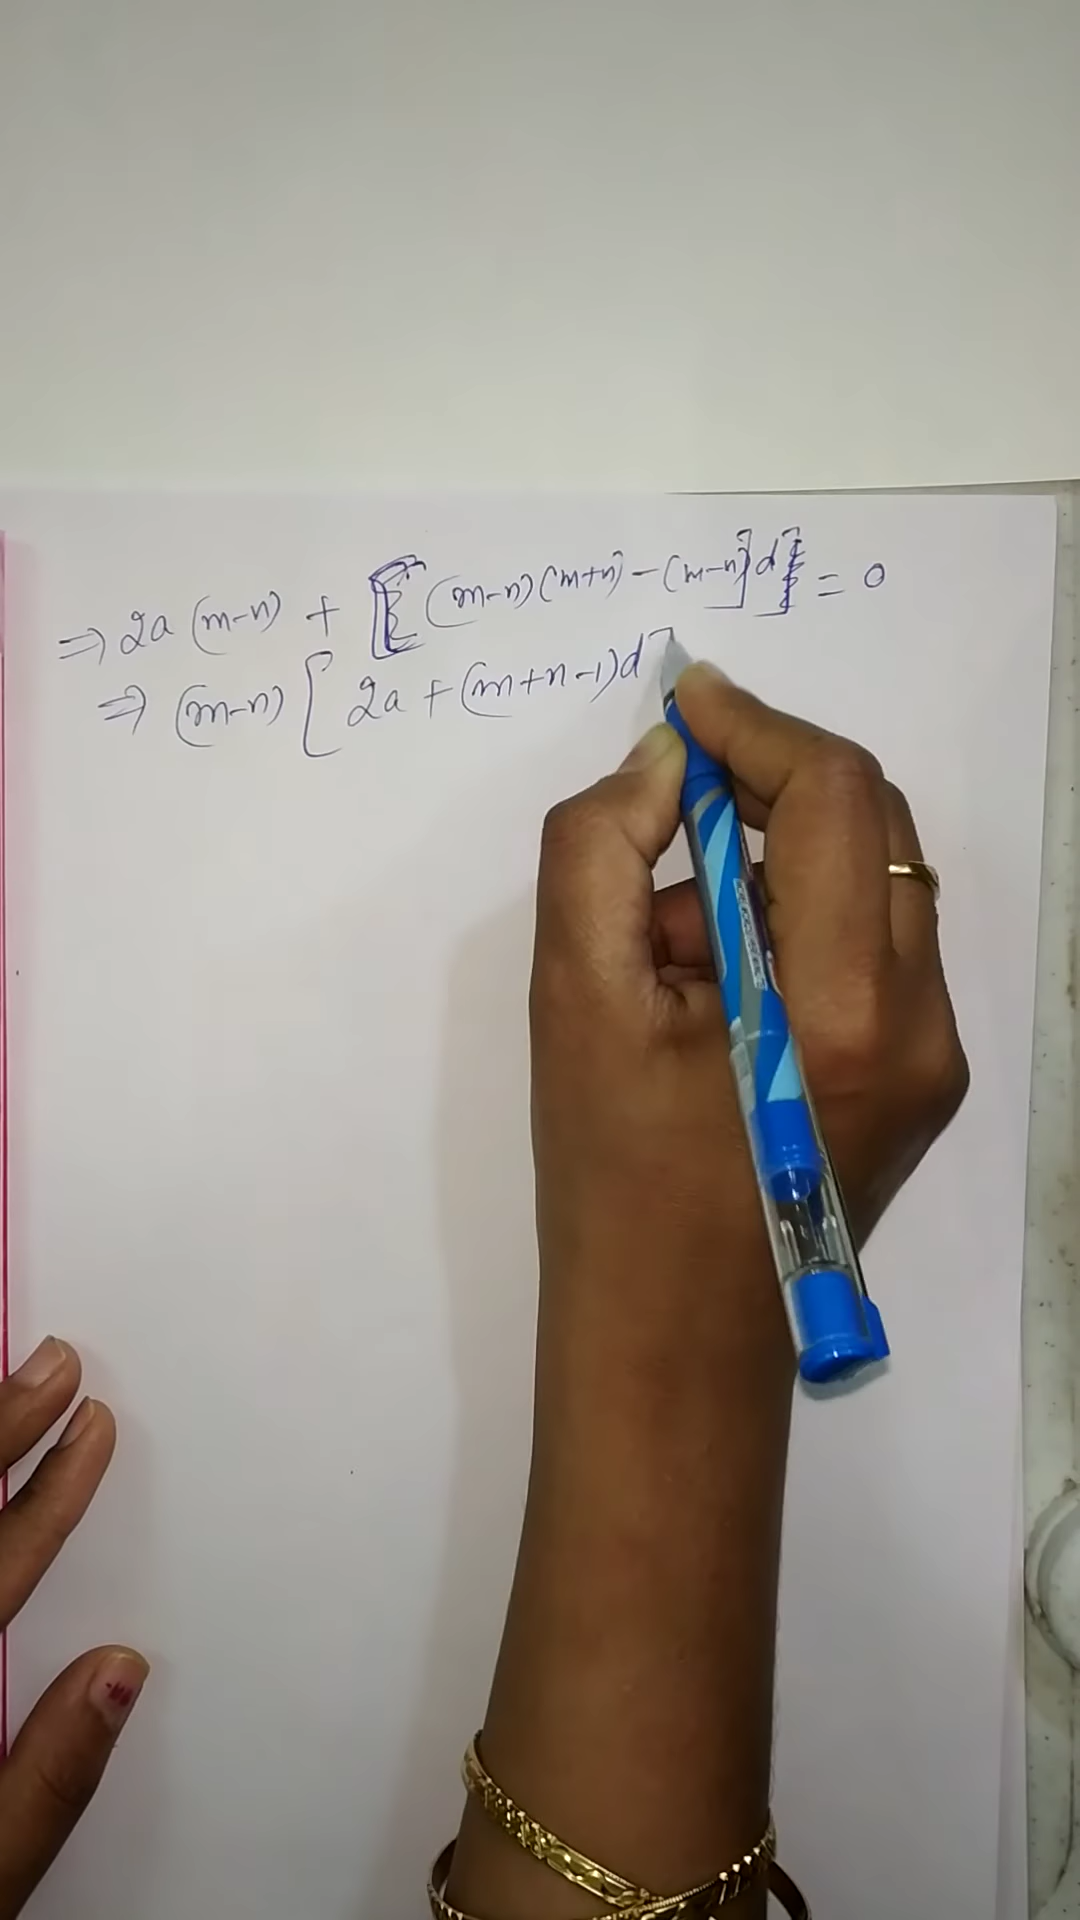 ⇒ 2a (m-n) + [(m-n)(m+n) - (m-n]d] = 0
⇒ (m-n) [ 2a + (m+n-1)d ]